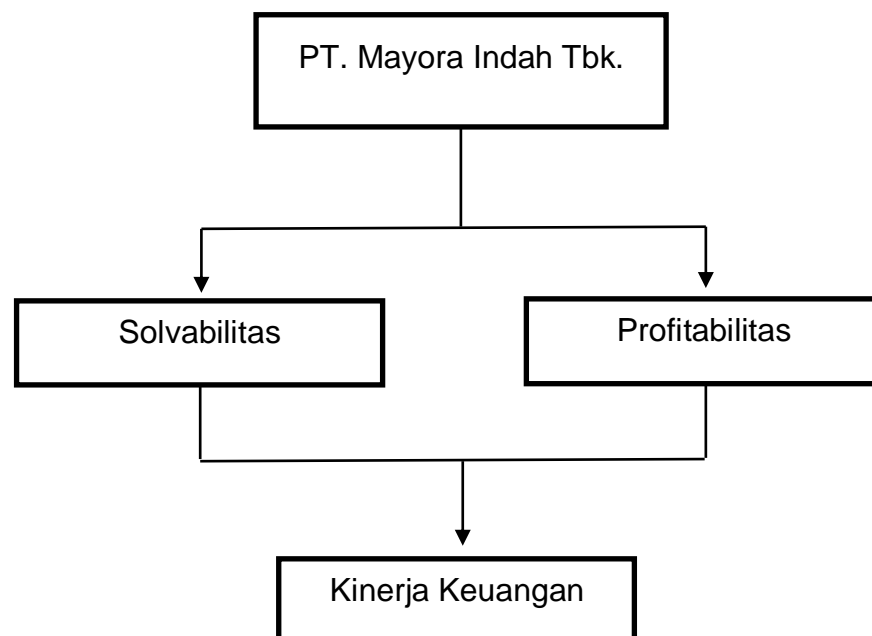 PT. Mayora Indah Tbk.
Solvabilitas
Profitabilitas
Kinerja Keuangan